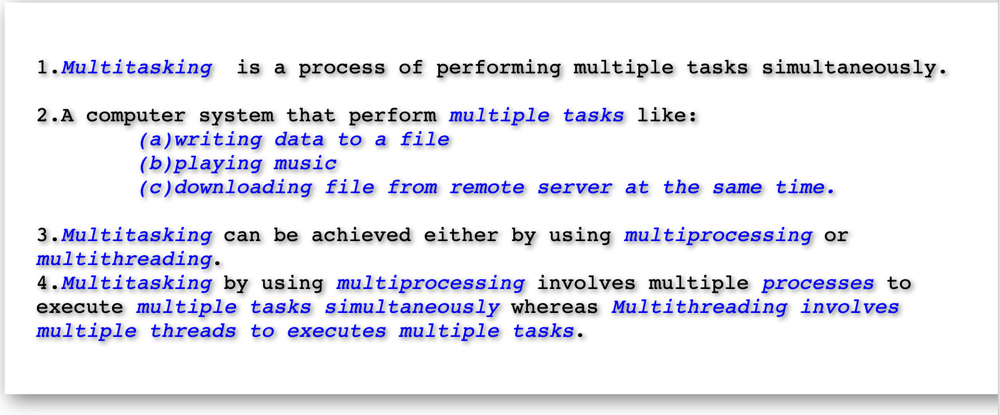 1.Multitasking  is a process of performing multiple tasks simultaneously.
2.A computer system that perform multiple tasks like:
(a)writing data to a file
(b)playing music
(c)downloading file from remote server at the same time.
3.Multitasking can be achieved either by using multiprocessing or
multithreading.
4.Multitasking by using multiprocessing involves multiple processes to
execute multiple tasks simultaneously whereas Multithreading involves
multiple threads to executes multiple tasks.